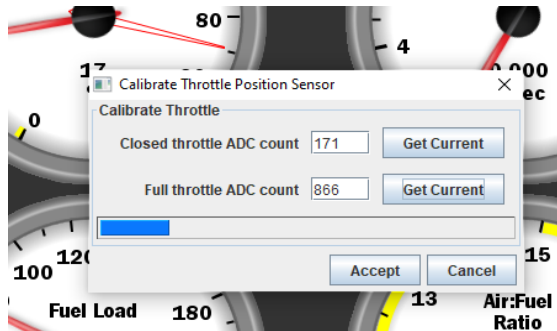 80
4
17
Calibrate Throttle Position Sensor
Calibrate Throttle
0
Closed throttle ADC count 171 Get Current
Full throttle ADC count 866 Get Current
Accept Cancel
100
120
15
Fuel Load
180
13
Air:Fuel
Ratio